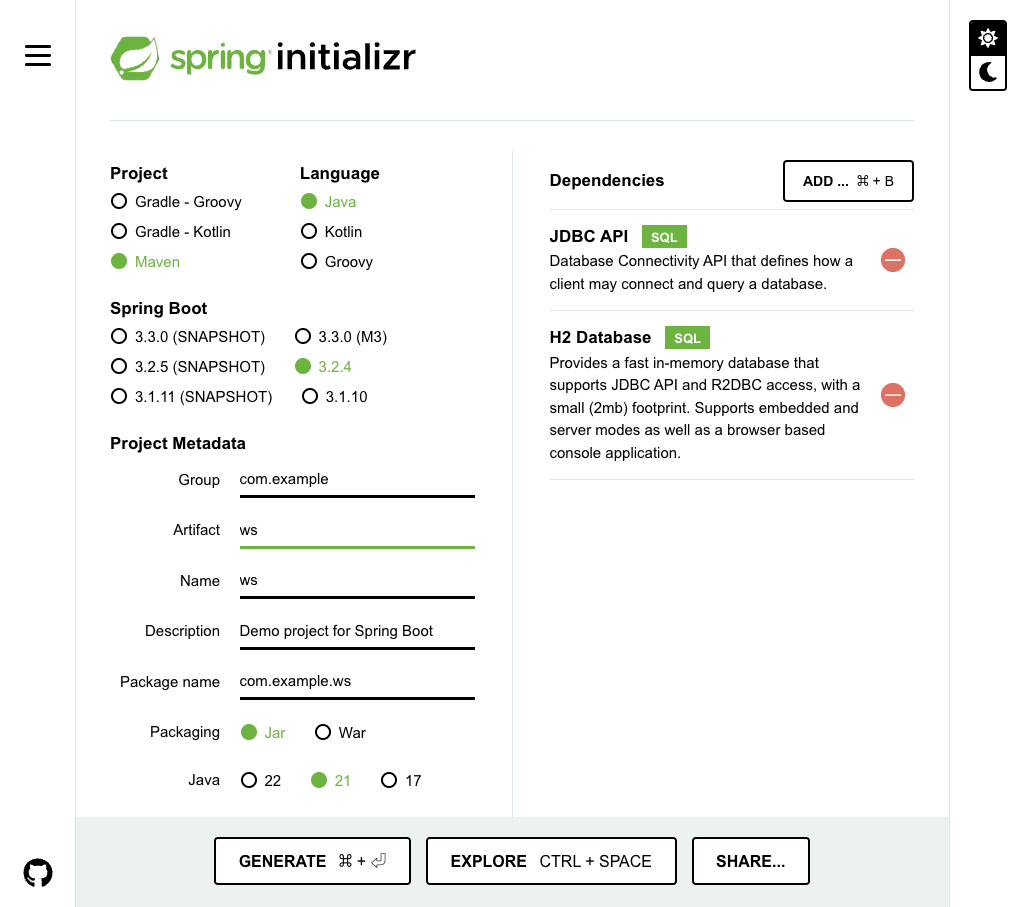 spring initializr
Project
Gradle - Groovy
Gradle - Kotlin
Maven
Language
Java
Kotlin
Groovy
Spring Boot
3.3.0 (SNAPSHOT)
3.3.0 (M3)
3.2.5 (SNAPSHOT)
3.2.4
3.1.11 (SNAPSHOT)
3.1.10
Project Metadata
Group
com.example
Artifact
ws
Name
ws
Description
Demo project for Spring Boot
Package name
com.example.ws
Packaging
Jar
War
Java
22
21
17
Dependencies
ADD ... ⌘ + B
JDBC API SQL
Database Connectivity API that defines how a
client may connect and query a database.
H2 Database SQL
Provides a fast in-memory database that
supports JDBC API and R2DBC access, with a
small (2mb) footprint. Supports embedded and
server modes as well as a browser based
console application.
GENERATE ⌘ + ⏎
EXPLORE CTRL + SPACE
SHARE...